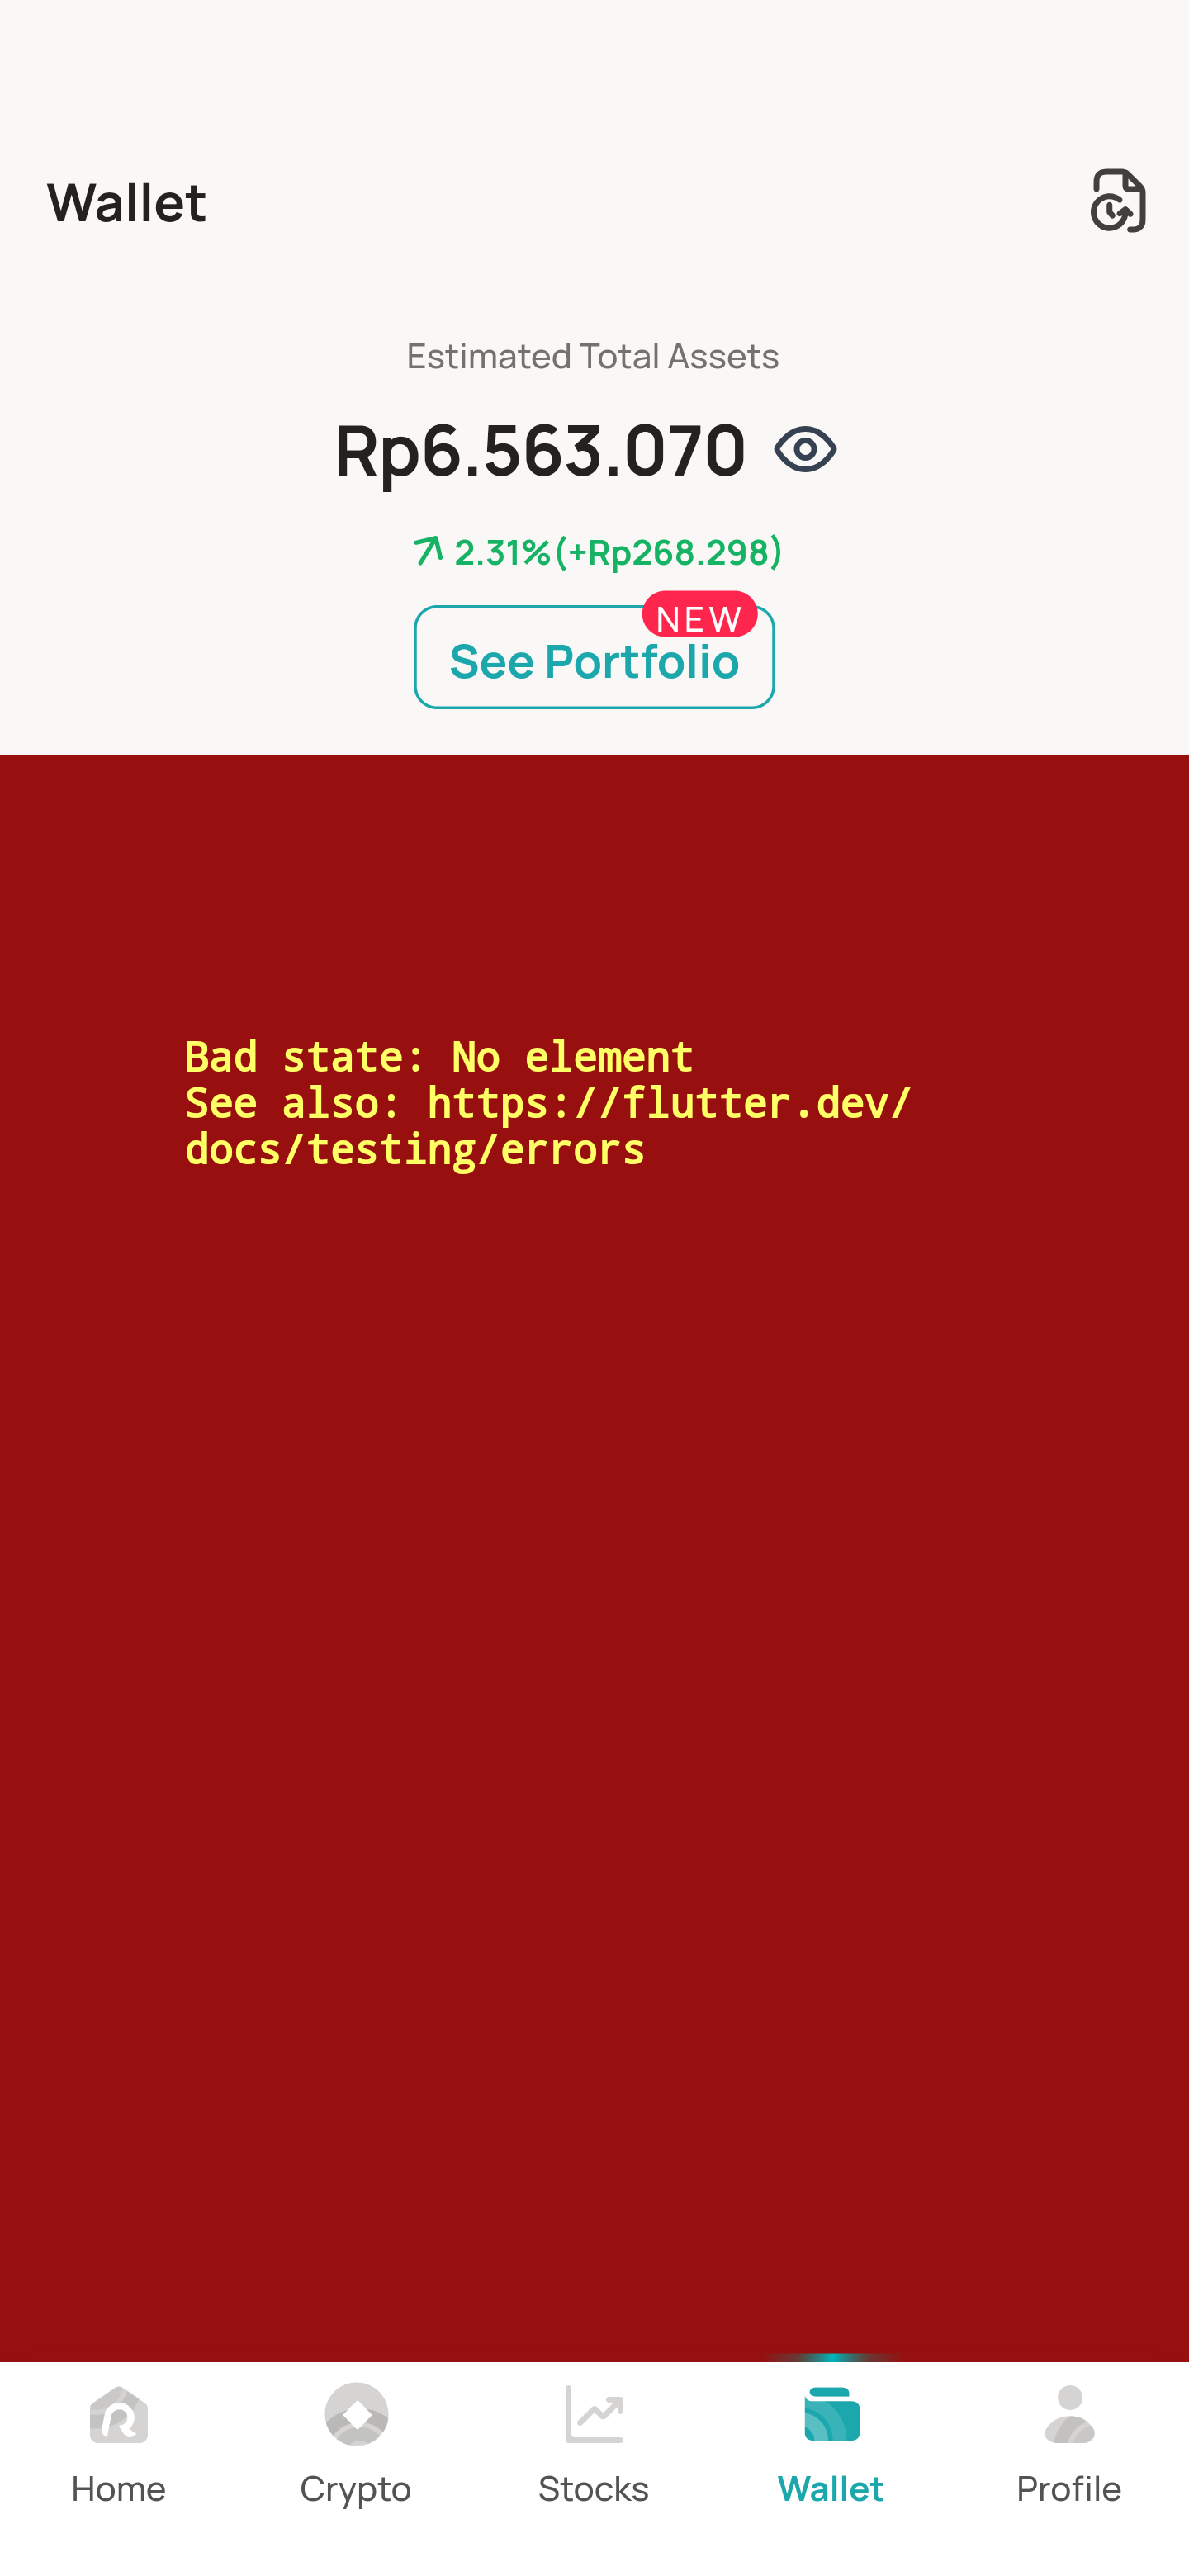 Wallet
Estimated Total Assets
Rp6.563.070
2.31%(+Rp268.298)
NEW
See Portfolio
Bad state: No element
See also: https://flutter.dev/
docs/testing/errors
Home Crypto Stocks Wallet Profile